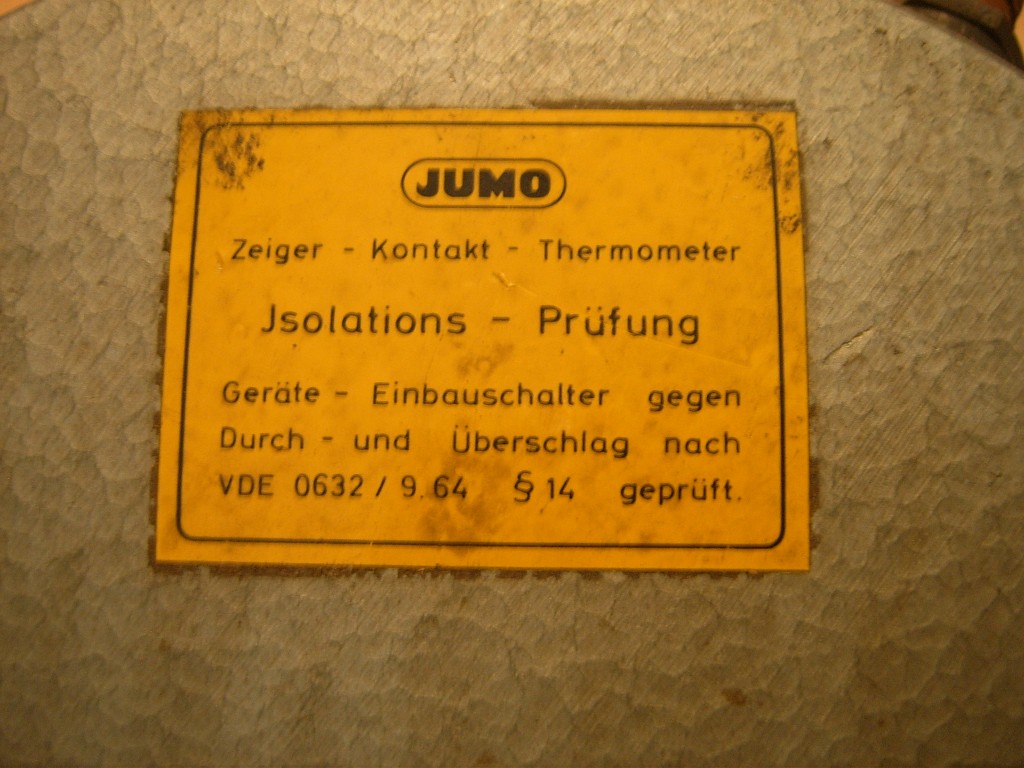 JUMO
Zeiger - Kontakt - Thermometer
Jsolations - Prüfung
Geräte - Einbauschalter gegen
Durch - und Überschlag nach
VDE 0632 / 9.64 § 14 geprüft.